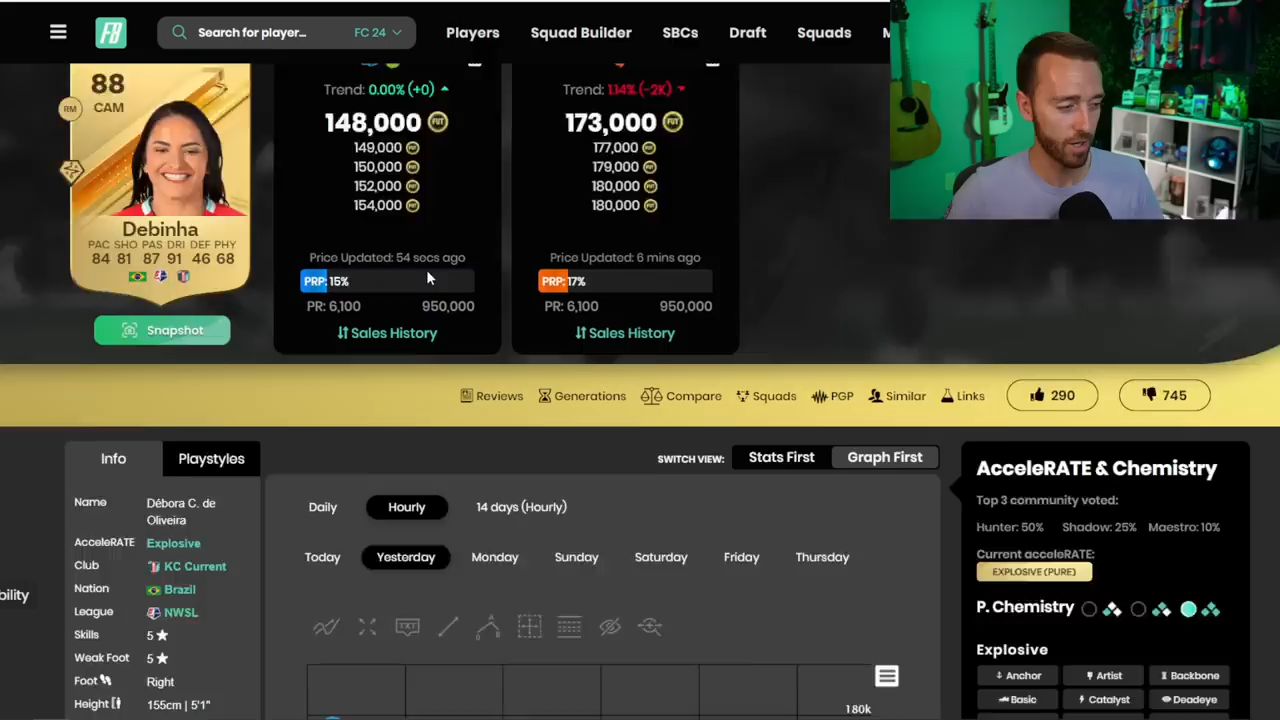 FB
Search for player...
FC 24
Players
Squad Builder
SBCs
Draft
Squads
M
88
CAM
RM
Debinha
PAC SHO PAS DRI DEF PHY
84 81 87 91 46 68
Snapshot
Trend: 0.00% (+0)
148,000 FUT
149,000
150,000
152,000
154,000
Price Updated: 54 secs ago
PRP: 15%
PR: 6,100 950,000
Sales History
Trend: 1.14% (-2K)
173,000 FUT
177,000
179,000
180,000
180,000
Price Updated: 6 mins ago
PRP: 17%
PR: 6,100 950,000
Sales History
Reviews
Generations
Compare
Squads
PGP
Similar
Links
290
745
bility
Info
Playstyles
Name Débora C. de
Oliveira
AcceleRATE Explosive
Club KC Current
Nation Brazil
League NWSL
Skills 5
Weak Foot 5
Foot Right
Height 155cm | 5'1"
SWITCH VIEW: Stats First Graph First
Daily Hourly 14 days (Hourly)
Today Yesterday Monday Sunday Saturday Friday Thursday
TXT
180k
AcceleRATE & Chemistry
Top 3 community voted:
Hunter: 50% Shadow: 25% Maestro: 10%
Current acceleRATE:
EXPLOSIVE (PURE)
P. Chemistry
Explosive
Anchor Artist Backbone
Basic Catalyst Deadeye